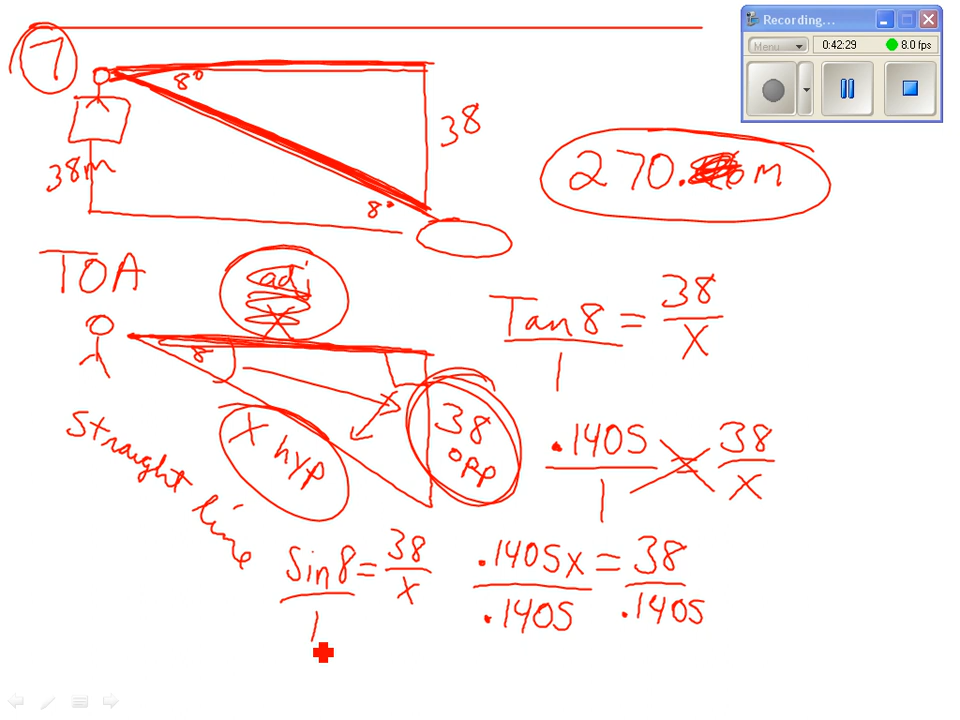 Recording...
Menu
0:42:29
8.0 fps
7
8°
38
38m
8°
270. m
TOA
adj
X
8
38
opp
X hyp
straight line
Tan 8 = 38
1 X
.1405 = 38
1 X
Sin 8 = 38
1 X
.1405x = 38
.1405 .1405